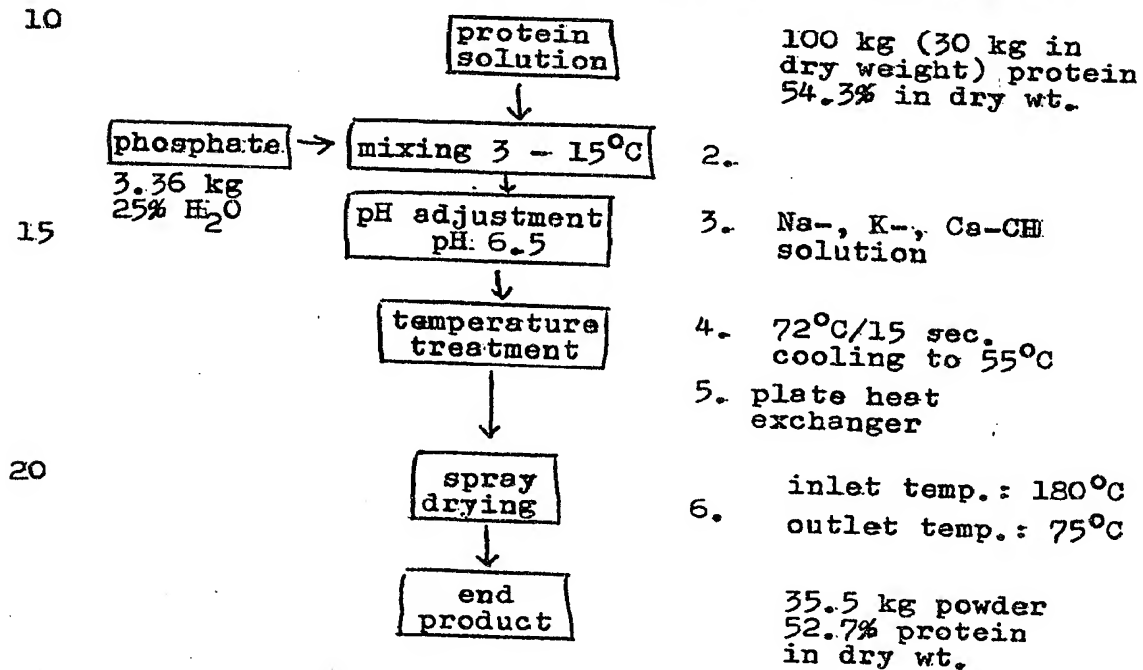 10
protein
solution
100 kg (30 kg in
dry weight) protein
54.3% in dry wt.
phosphate
3.36 kg
25% H2O
mixing 3 - 15°C
2.
15
pH adjustment
pH: 6.5
3. Na-, K-, Ca-CH
solution
temperature
treatment
4. 72°C/15 sec.
cooling to 55°C
5. plate heat
exchanger
20
spray
drying
6.
inlet temp.: 180°C
outlet temp.: 75°C
end
product
35.5 kg powder
52.7% protein
in dry wt.